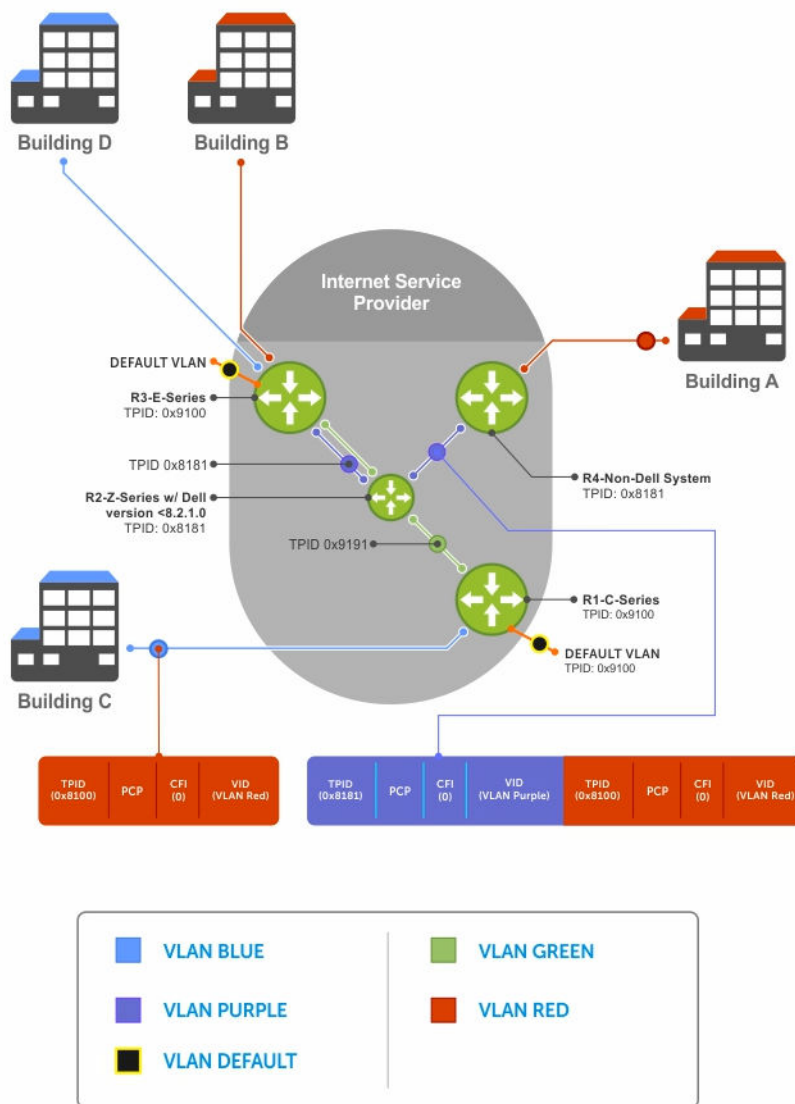 Building D
Building B
Internet Service
Provider
Building A
DEFAULT VLAN
R3-E-Series
TPID: 0x9100
TPID 0x8181
R2-Z-Series w/ Dell
version <8.2.1.0
TPID: 0x8181
R4-Non-Dell System
TPID: 0x8181
TPID 0x9191
R1-C-Series
TPID: 0x9100
DEFAULT VLAN
TPID: 0x9100
Building C
TPID
(0x8100)
PCP
CFI
(0)
VID
(VLAN Red)
TPID
(0x8181)
PCP
CFI
(0)
VID
(VLAN Purple)
TPID
(0x8100)
PCP
CFI
(0)
VID
(VLAN Red)
VLAN BLUE
VLAN GREEN
VLAN PURPLE
VLAN RED
VLAN DEFAULT